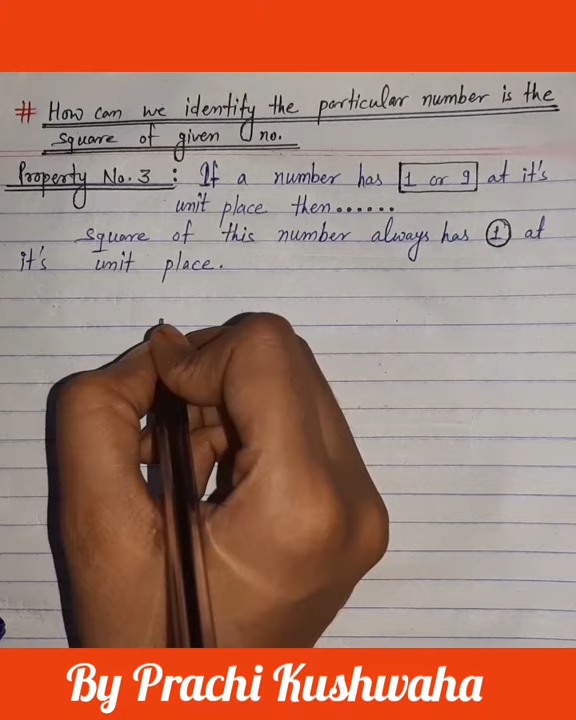 # How can we identify the particular number is the
square of given no.
Property No. 3 : If a number has 1 or 9 at it's
unit place then......
square of this number always has 1 at
it's unit place.
By Prachi Kushwaha